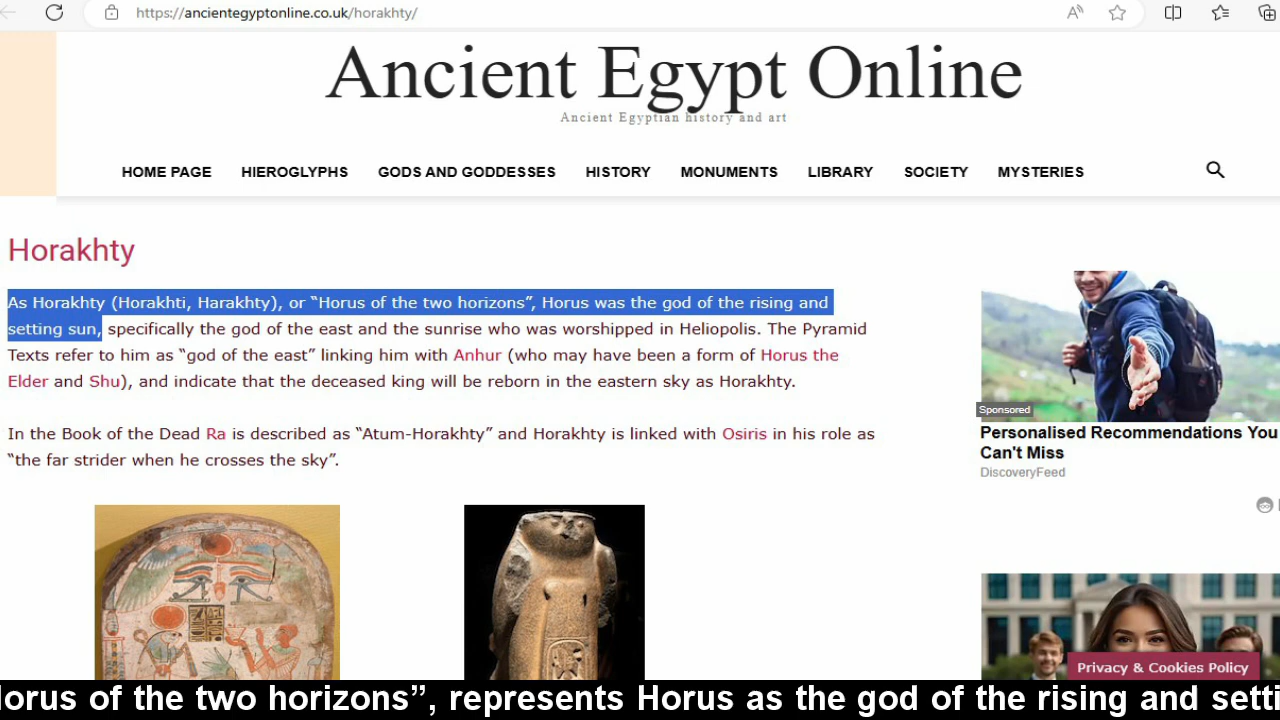 https://ancientegyptonline.co.uk/horakhty/
Ancient Egypt Online
Ancient Egyptian history and art
HOME PAGE HIEROGLYPHS GODS AND GODDESSES HISTORY MONUMENTS LIBRARY SOCIETY MYSTERIES
Horakhty
As Horakhty (Horakhti, Harakhty), or “Horus of the two horizons”, Horus was the god of the rising and
setting sun, specifically the god of the east and the sunrise who was worshipped in Heliopolis. The Pyramid
Texts refer to him as “god of the east” linking him with Anhur (who may have been a form of Horus the
Elder and Shu), and indicate that the deceased king will be reborn in the eastern sky as Horakhty.
In the Book of the Dead Ra is described as “Atum-Horakhty” and Horakhty is linked with Osiris in his role as
“the far strider when he crosses the sky”.
Sponsored
Personalised Recommendations You
Can't Miss
DiscoveryFeed
Privacy & Cookies Policy
Horus of the two horizons”, represents Horus as the god of the rising and setti